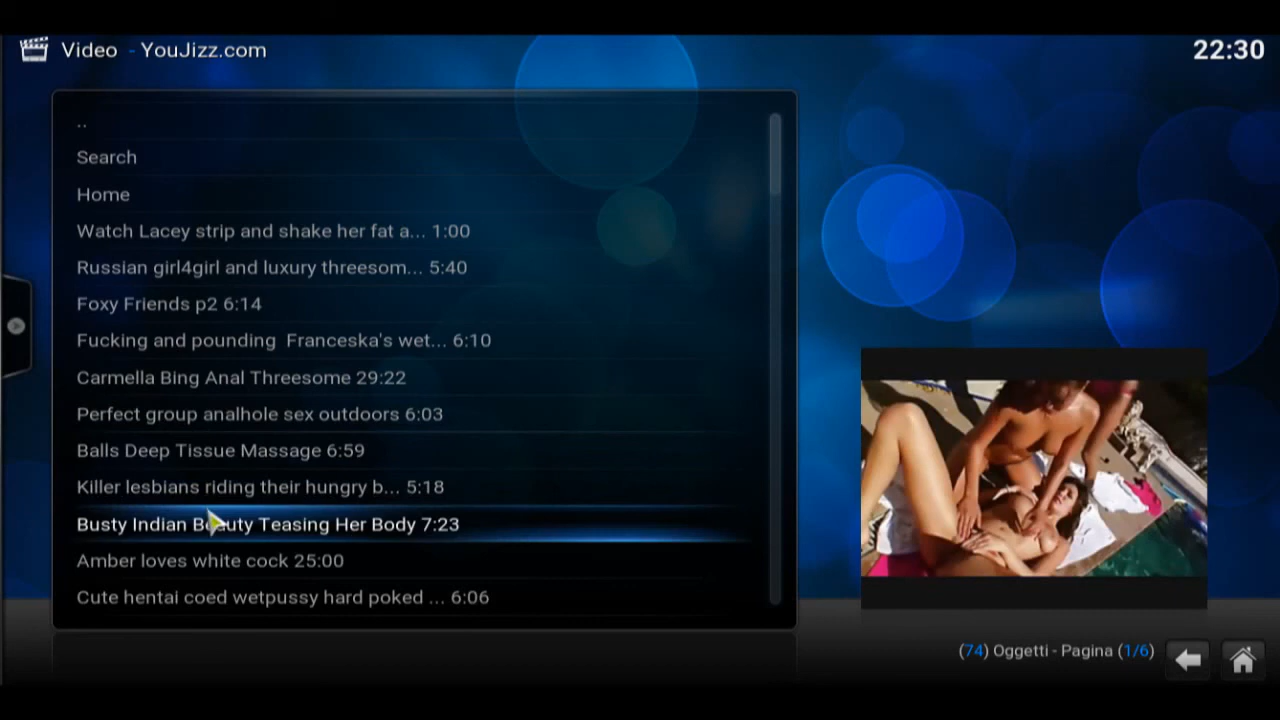 Video - YouJizz.com
22:30
..
Search
Home
Watch Lacey strip and shake her fat a... 1:00
Russian girl4girl and luxury threesom... 5:40
Foxy Friends p2 6:14
Fucking and pounding  Franceska's wet... 6:10
Carmella Bing Anal Threesome 29:22
Perfect group analhole sex outdoors 6:03
Balls Deep Tissue Massage 6:59
Killer lesbians riding their hungry b... 5:18
Busty Indian Beauty Teasing Her Body 7:23
Amber loves white cock 25:00
Cute hentai coed wetpussy hard poked ... 6:06
(74) Oggetti - Pagina (1/6)